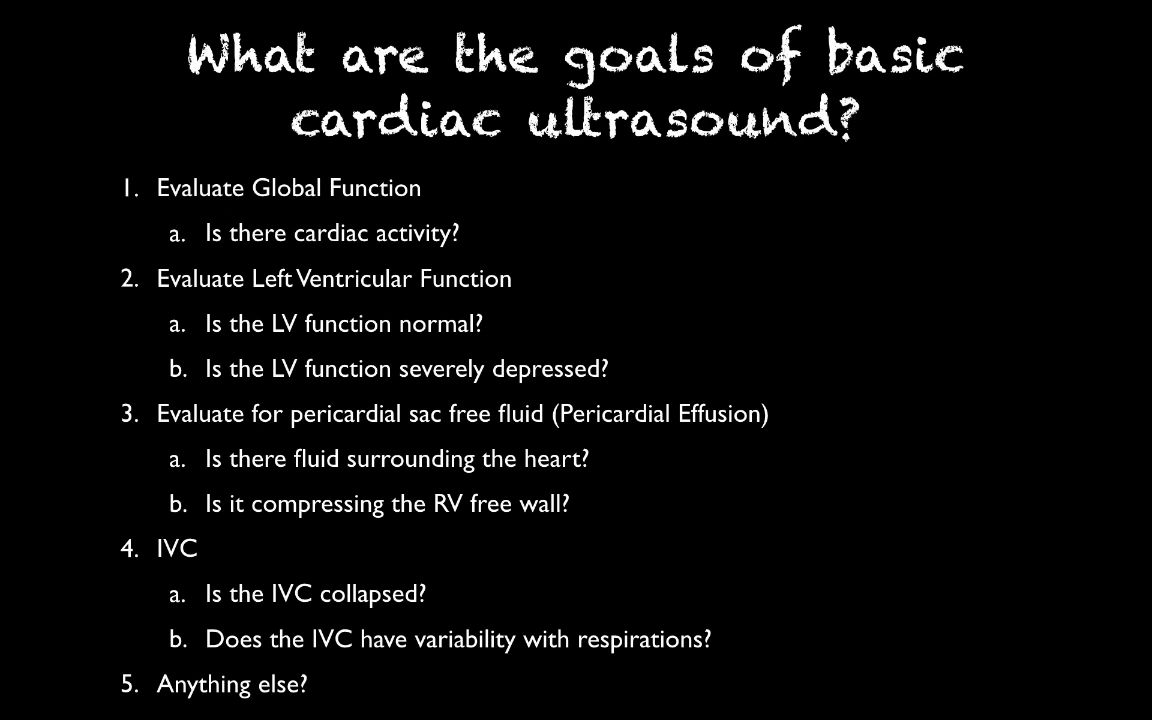 What are the goals of basic
cardiac ultrasound?
1. Evaluate Global Function
a. Is there cardiac activity?
2. Evaluate Left Ventricular Function
a. Is the LV function normal?
b. Is the LV function severely depressed?
3. Evaluate for pericardial sac free fluid (Pericardial Effusion)
a. Is there fluid surrounding the heart?
b. Is it compressing the RV free wall?
4. IVC
a. Is the IVC collapsed?
b. Does the IVC have variability with respirations?
5. Anything else?